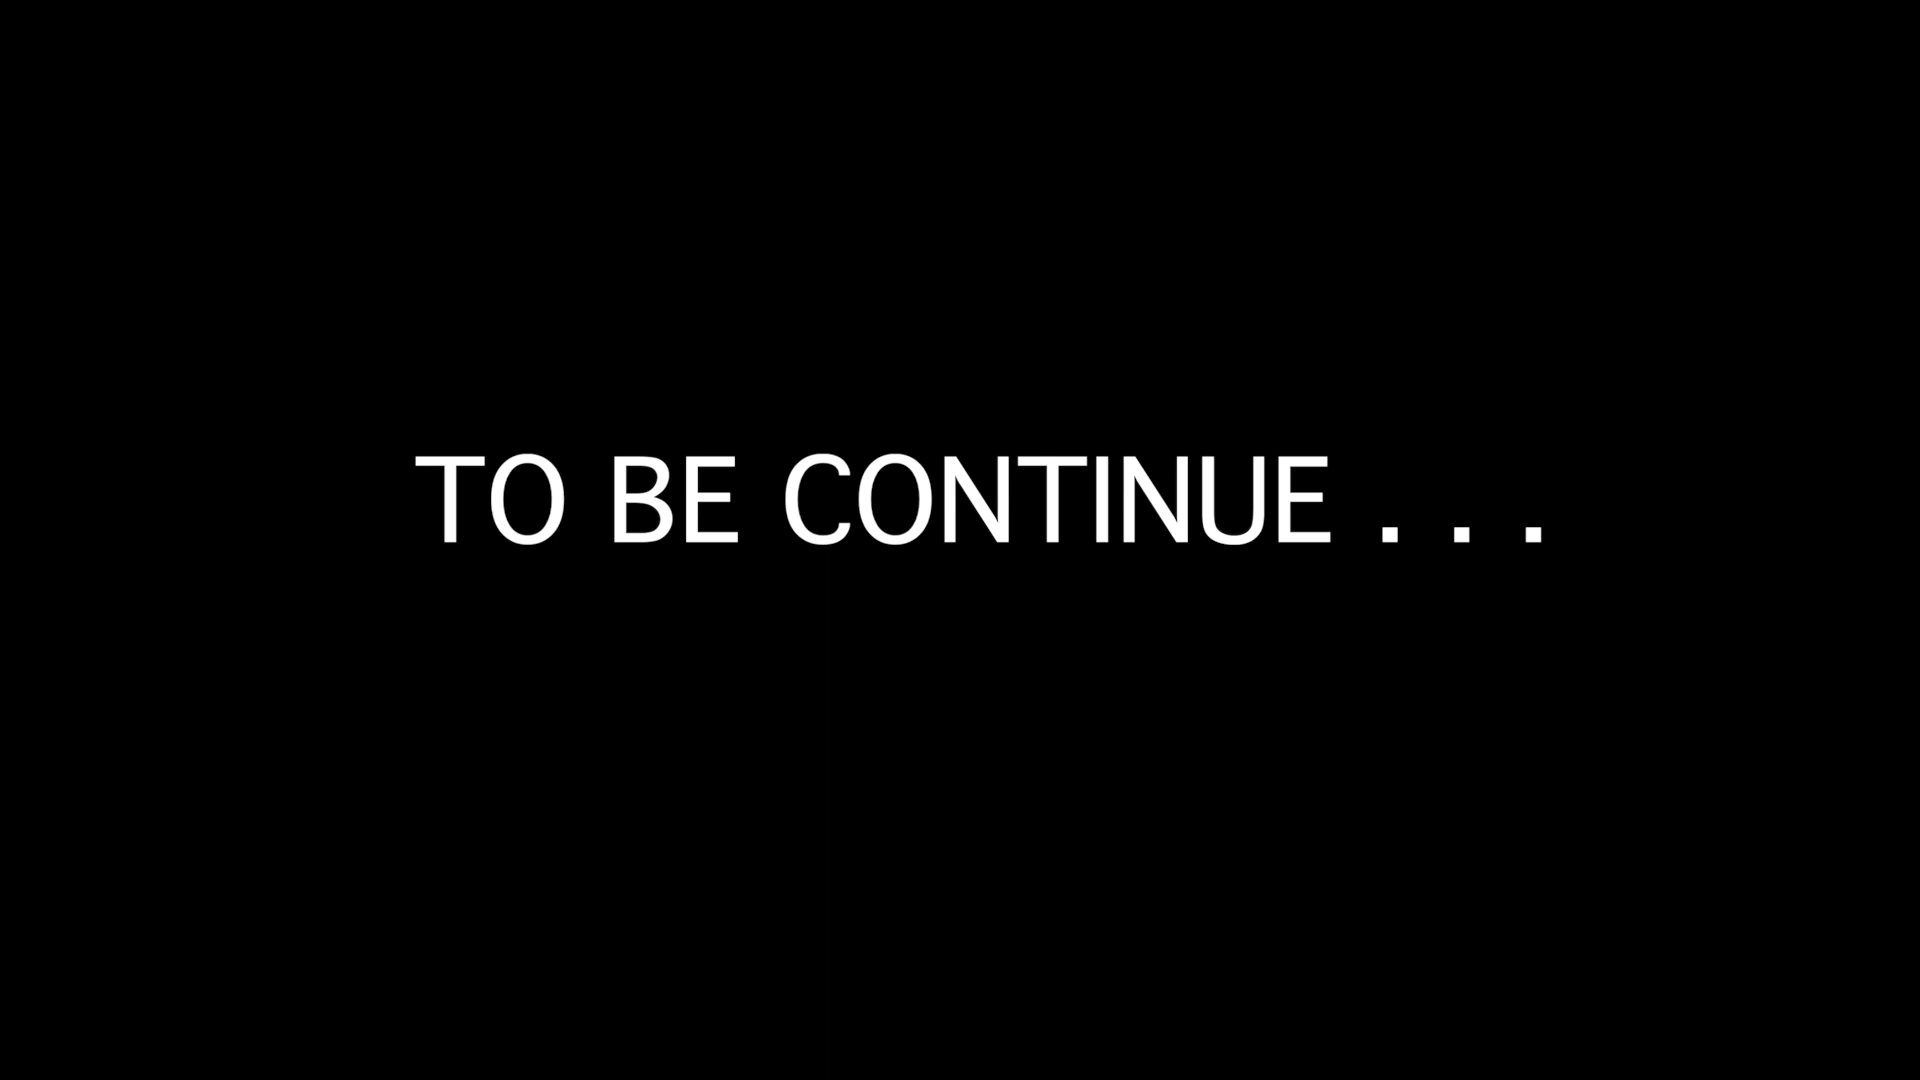 TO BE CONTINUE . . .